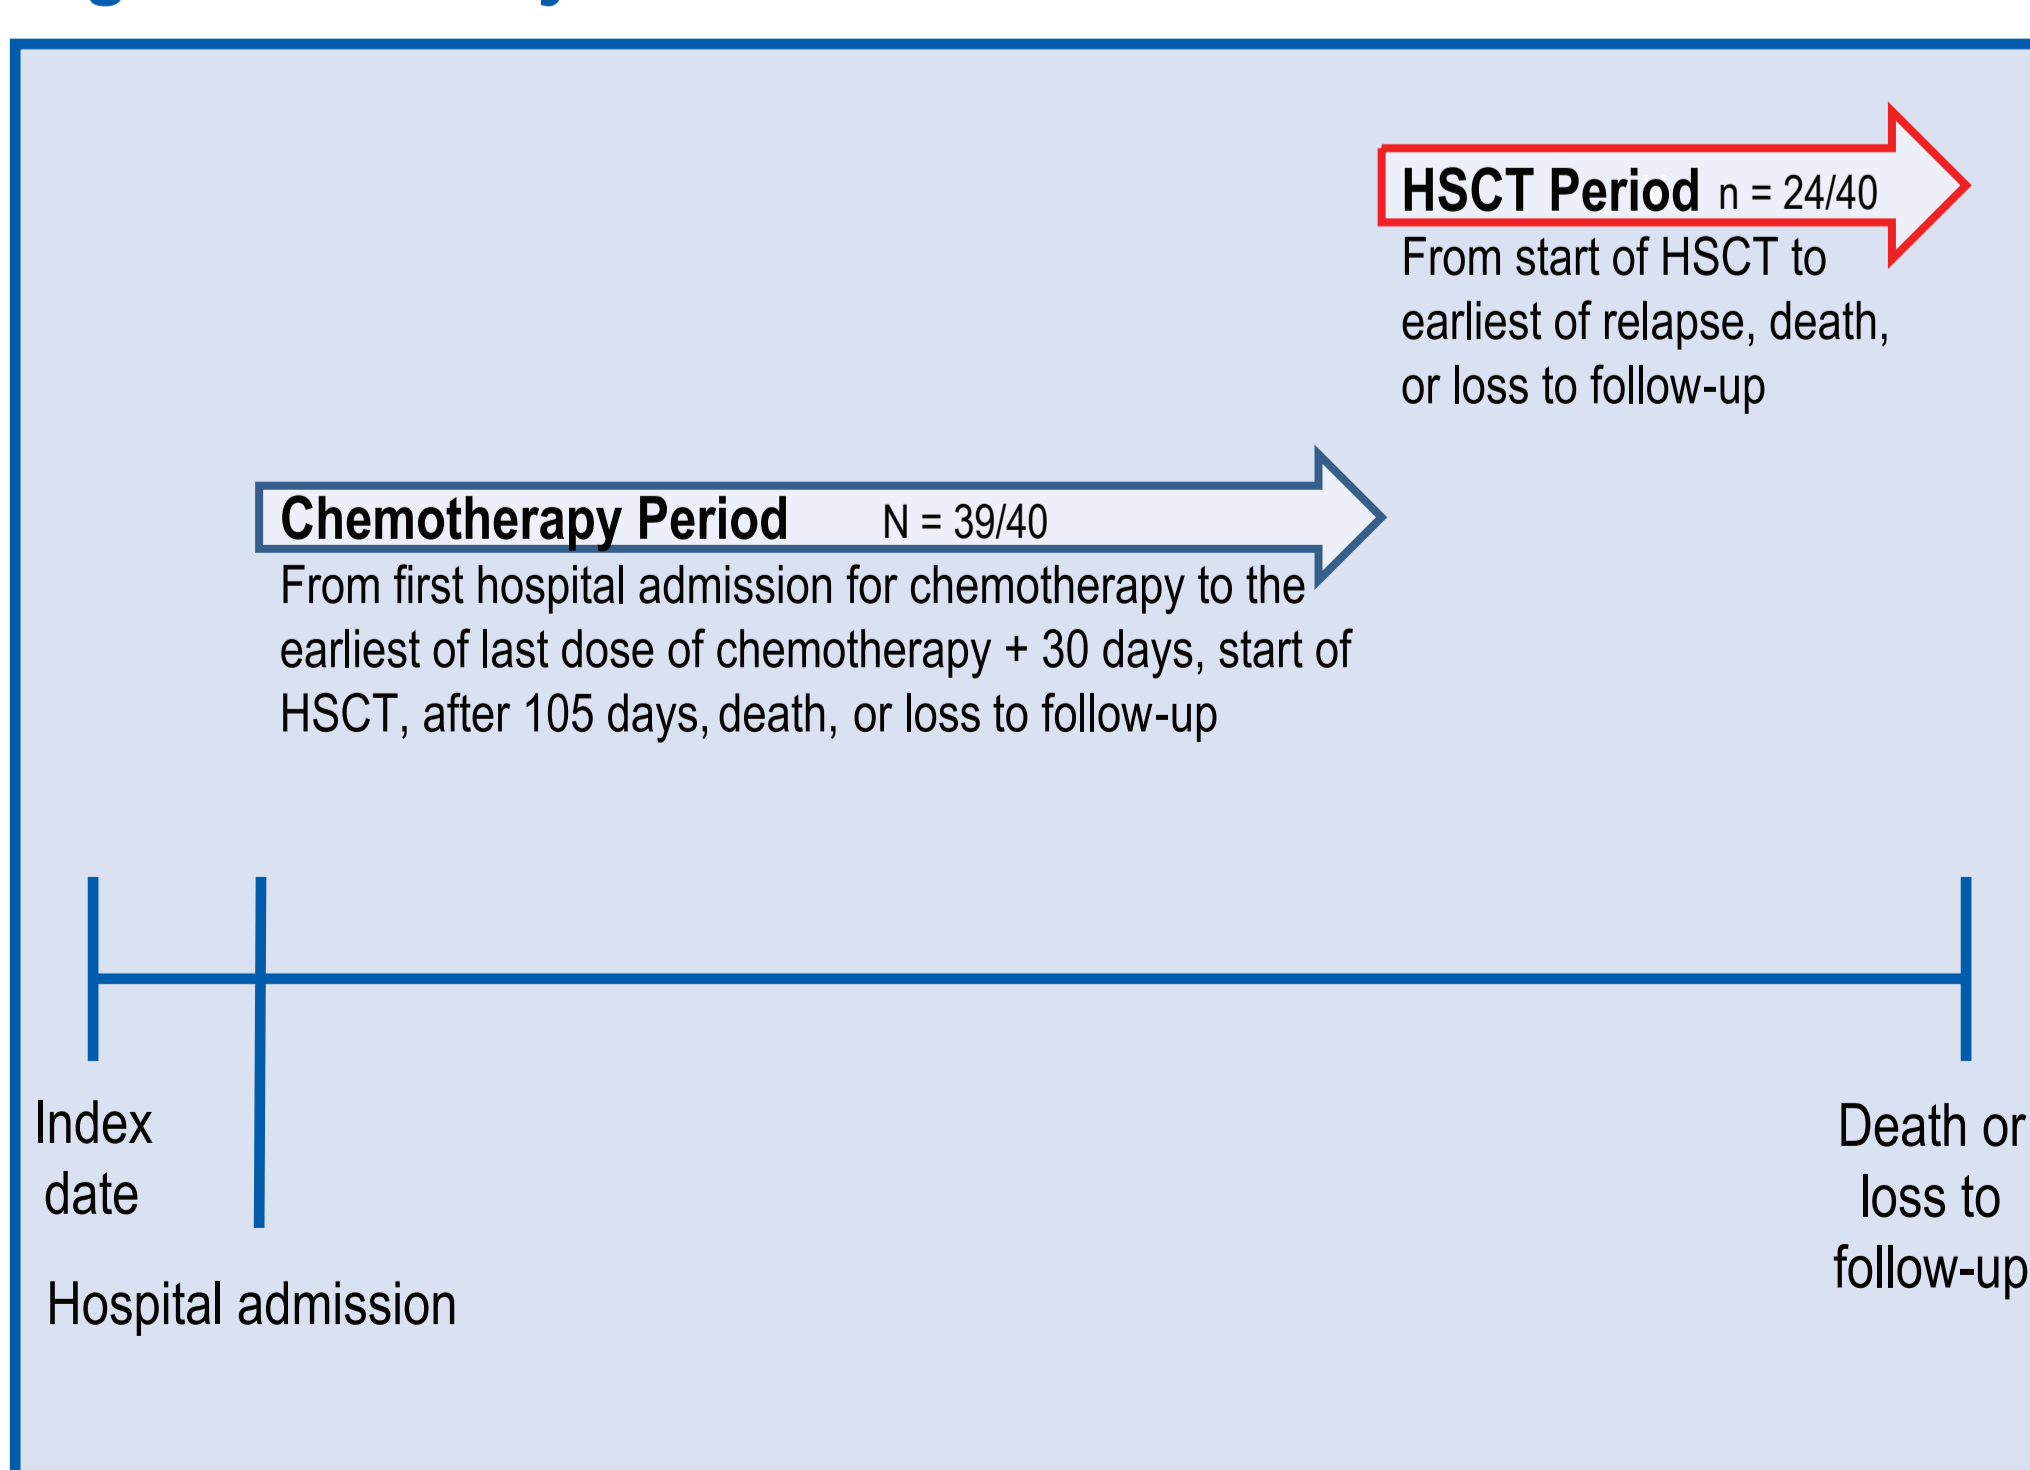 HSCT Period n = 24/40
From start of HSCT to
earliest of relapse, death,
or loss to follow-up
Chemotherapy Period N = 39/40
From first hospital admission for chemotherapy to the
earliest of last dose of chemotherapy + 30 days, start of
HSCT, after 105 days, death, or loss to follow-up
Index
date
Hospital admission
Death or
loss to
follow-up